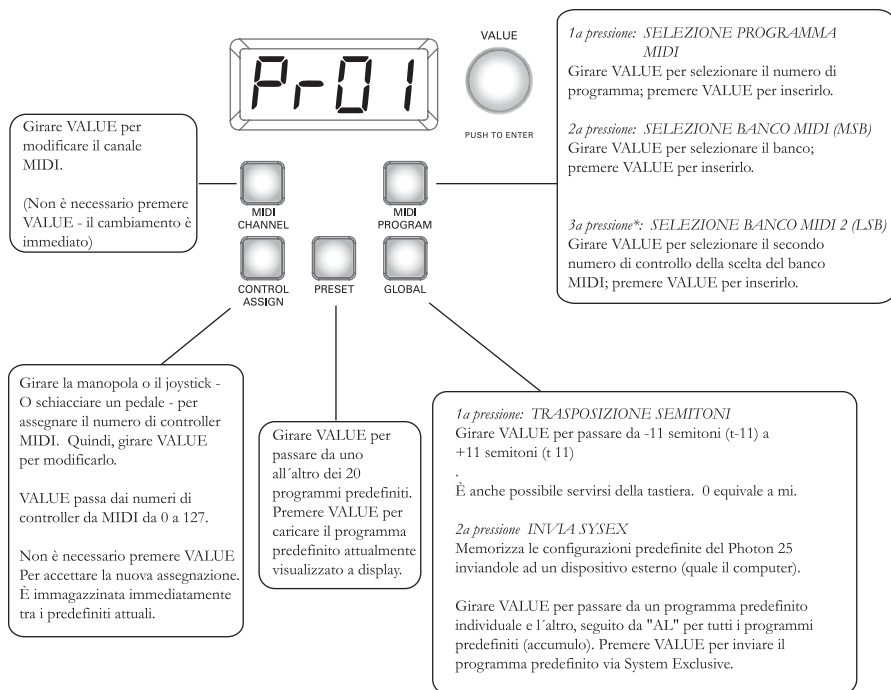 Pr01
VALUE
PUSH TO ENTER
MIDI
CHANNEL
MIDI
PROGRAM
CONTROL
ASSIGN
PRESET
GLOBAL
Girare VALUE per
modificare il canale
MIDI.
(Non è necessario premere
VALUE - il cambiamento è
immediato)
1a pressione: SELEZIONE PROGRAMMA
MIDI
Girare VALUE per selezionare il numero di
programma; premere VALUE per inserirlo.
2a pressione: SELEZIONE BANCO MIDI (MSB)
Girare VALUE per selezionare il banco;
premere VALUE per inserirlo.
3a pressione*: SELEZIONE BANCO MIDI 2 (LSB)
Girare VALUE per selezionare il secondo
numero di controllo della scelta del banco
MIDI; premere VALUE per inserirlo.
Girare la manopola o il joystick -
O schiacciare un pedale - per
assegnare il numero di controller
MIDI. Quindi, girare VALUE
per modificarlo.
VALUE passa dai numeri di
controller da MIDI da 0 a 127.
Non è necessario premere VALUE
Per accettare la nuova assegnazione.
È immagazzinata immediatamente
tra i predefiniti attuali.
Girare VALUE per
passare da uno
all´altro dei 20
programmi predefiniti.
Premere VALUE per
caricare il programma
predefinito attualmente
visualizzato a display.
1a pressione: TRASPOSIZIONE SEMITONI
Girare VALUE per passare da -11 semitoni (t-11) a
+11 semitoni (t 11)
.
È anche possibile servirsi della tastiera. 0 equivale a mi.
2a pressione INVIA SYSEX
Memorizza le configurazioni predefinite del Photon 25
inviandole ad un dispositivo esterno (quale il computer).
Girare VALUE per passare da un programma predefinito
individuale e l´altro, seguito da "AL" per tutti i programmi
predefiniti (accumulo). Premere VALUE per inviare il
programma predefinito via System Exclusive.